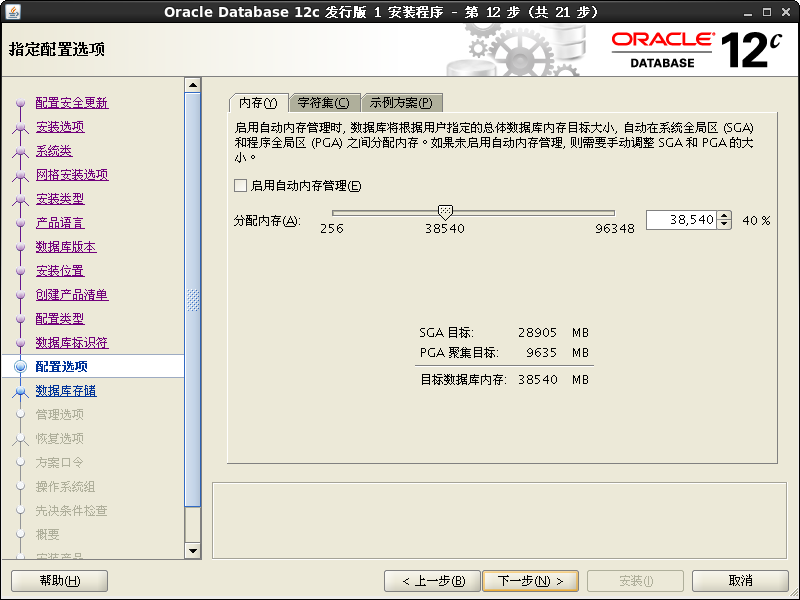 Oracle Database 12c 发行版 1 安装程序 - 第 12 步 (共 21 步)
指定配置选项
ORACLE
DATABASE
12c
配置安全更新
安装选项
系统类
网格安装选项
安装类型
产品语言
数据库版本
安装位置
创建产品清单
配置类型
数据库标识符
配置选项
数据库存储
管理选项
恢复选项
方案口令
操作系统组
先决条件检查
概要
安装产品
内存(Y) 字符集(C) 示例方案(P)
启用自动内存管理时, 数据库将根据用户指定的总体数据库内存目标大小, 自动在系统全局区 (SGA)
和程序全局区 (PGA) 之间分配内存。如果未启用自动内存管理, 则需要手动调整 SGA 和 PGA 的大
小。
启用自动内存管理(E)
分配内存(A): 38,540 40 %
256 38540 96348
SGA 目标: 28905 MB
PGA 聚集目标: 9635 MB
目标数据库内存: 38540 MB
帮助(H) < 上一步(B) 下一步(N) > 安装(I) 取消